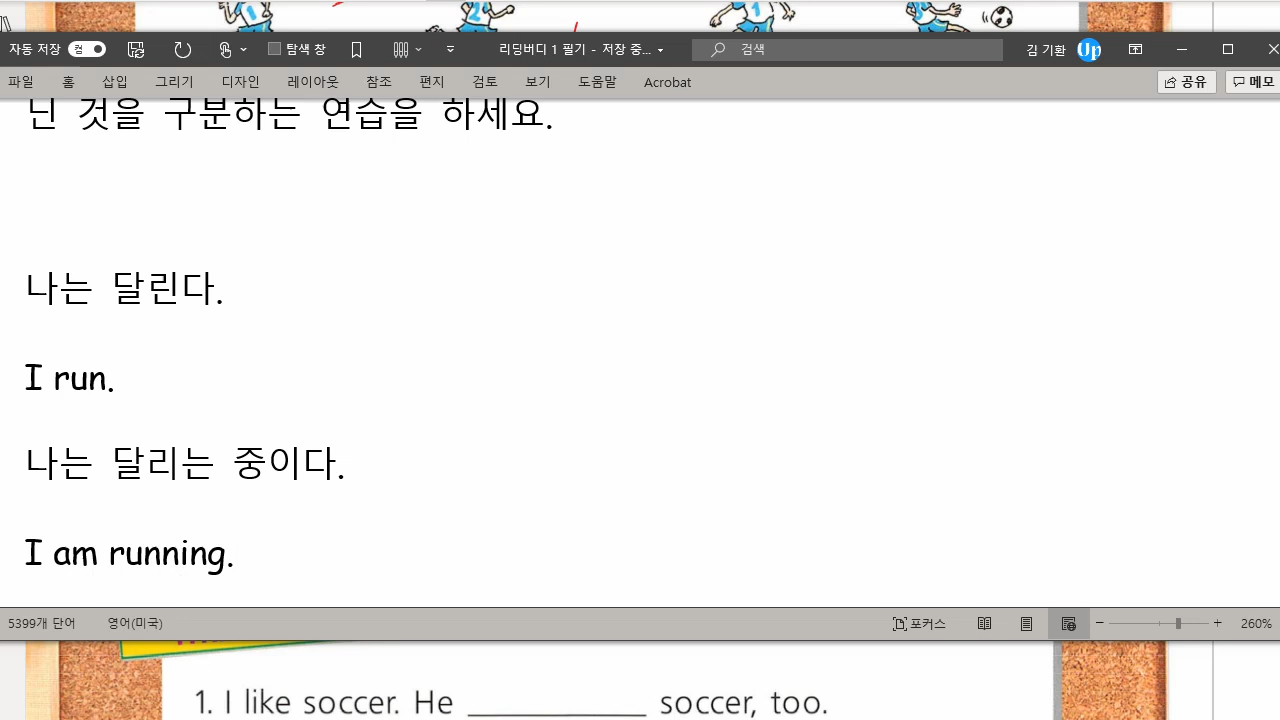 자동 저장 컴 탐색 창 리딩버디 1 필기 - 저장 중... 검색 김 기환 Up
파일 홈 삽입 그리기 디자인 레이아웃 참조 편지 검토 보기 도움말 Acrobat 공유 메모
닌 것을 구분하는 연습을 하세요.
나는 달린다.
I run.
나는 달리는 중이다.
I am running.
5399개 단어 영어(미국) 포커스 260%
1. I like soccer. He ____________ soccer, too.